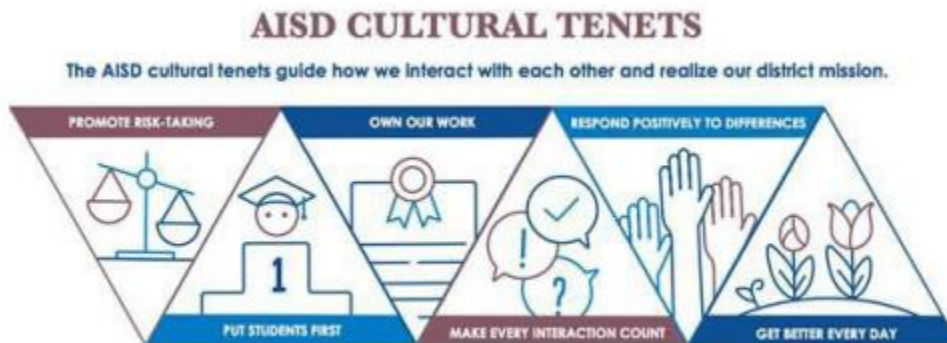 AISD CULTURAL TENETS
The AISD cultural tenets guide how we interact with each other and realize our district mission.
PROMOTE RISK-TAKING
OWN OUR WORK
RESPOND POSITIVELY TO DIFFERENCES
1
!
?
PUT STUDENTS FIRST
MAKE EVERY INTERACTION COUNT
GET BETTER EVERY DAY